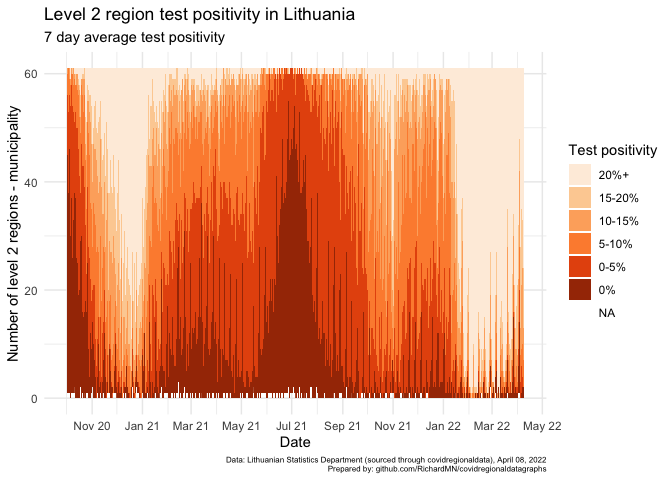 Level 2 region test positivity in Lithuania
7 day average test positivity
Number of level 2 regions - municipality
60
40
20
0
Nov 20 Jan 21 Mar 21 May 21 Jul 21 Sep 21 Nov 21 Jan 22 Mar 22 May 22
Date
Test positivity
20%+
15-20%
10-15%
5-10%
0-5%
0%
NA
Data: Lithuanian Statistics Department (sourced through covidregionaldata), April 08, 2022
Prepared by: github.com/RichardMN/covidregionaldatagraphs